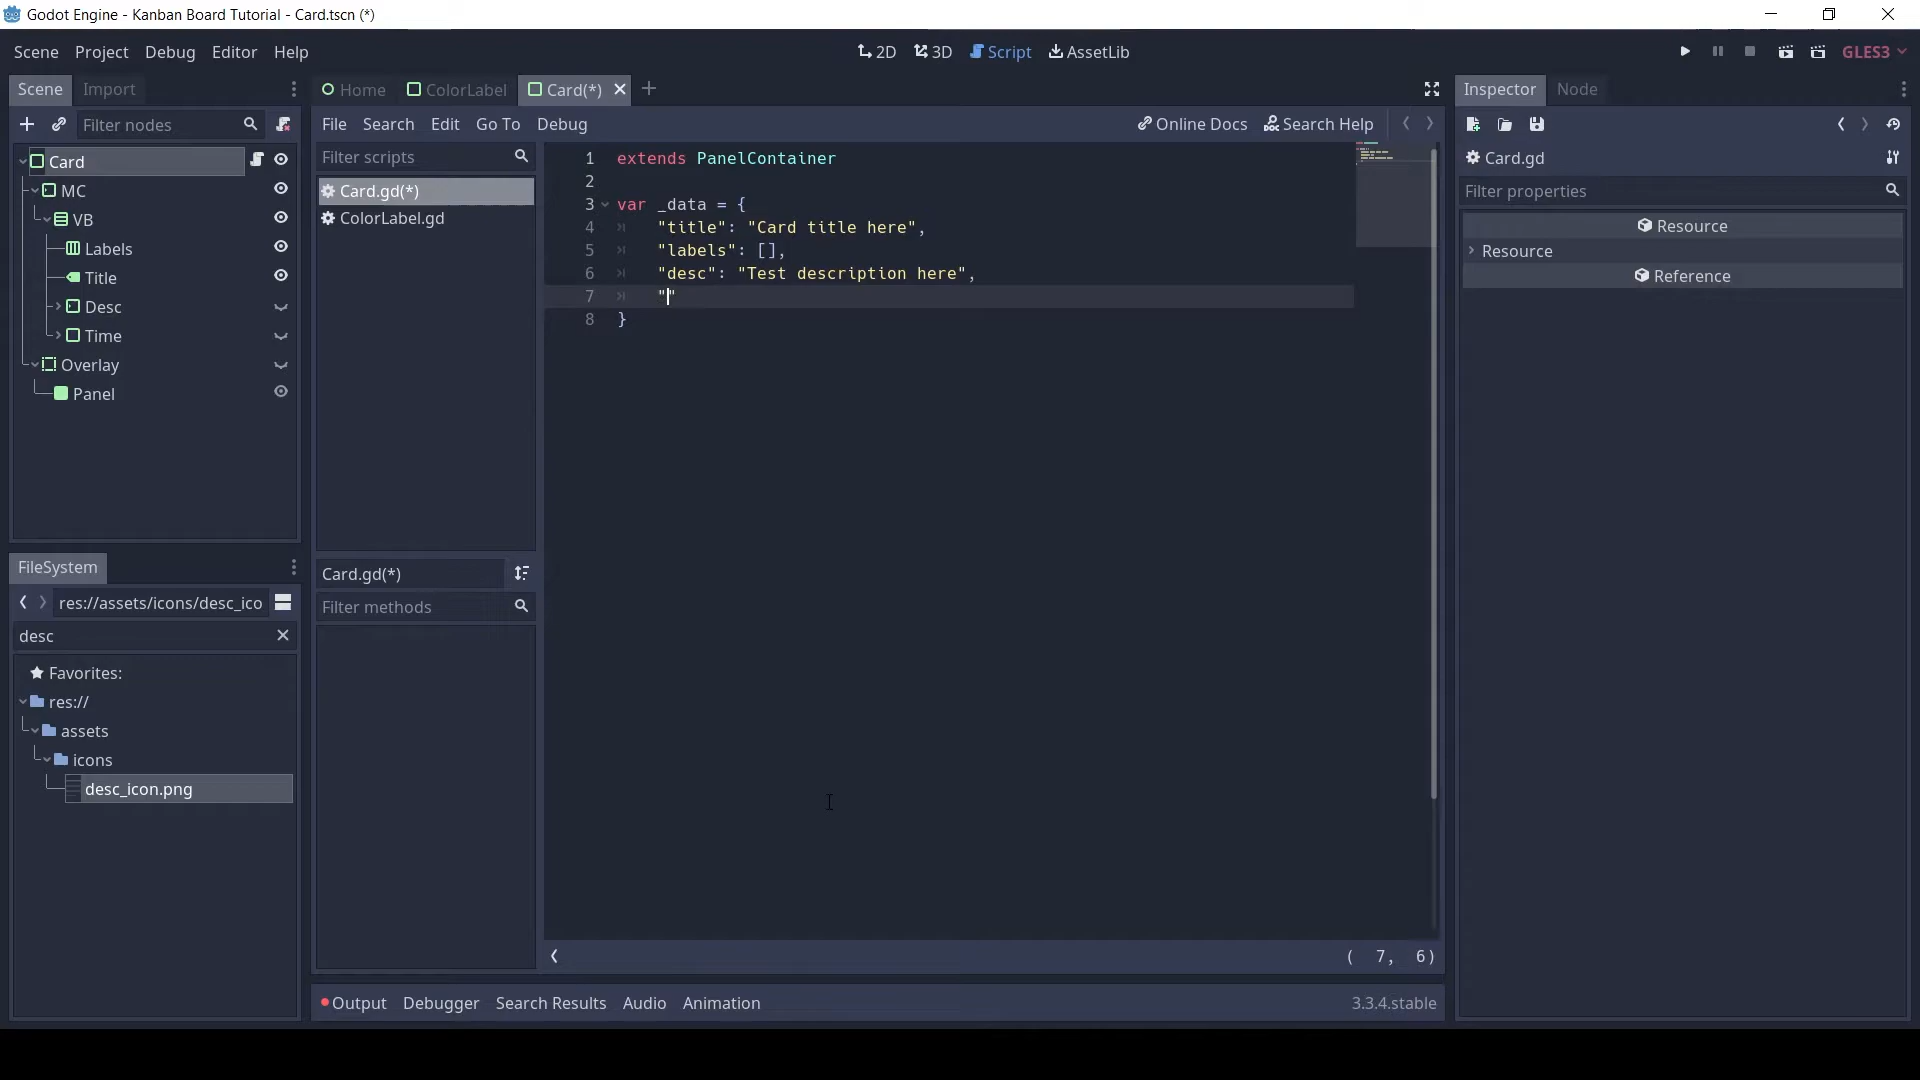 Godot Engine - Kanban Board Tutorial - Card.tscn (*)
Scene Project Debug Editor Help
2D 3D Script AssetLib
GLES3
Scene Import
Filter nodes
Card
MC
VB
Labels
Title
Desc
Time
Overlay
Panel
FileSystem
res://assets/icons/desc_ico
desc
Favorites:
res://
assets
icons
desc_icon.png
Home ColorLabel Card(*)
File Search Edit Go To Debug
Online Docs Search Help
Filter scripts
Card.gd(*)
ColorLabel.gd
Card.gd(*)
Filter methods
1 extends PanelContainer
2
3 var _data = {
4 "title": "Card title here",
5 "labels": [],
6 "desc": "Test description here",
7 ""
8 }
( 7, 6)
Output Debugger Search Results Audio Animation
3.3.4.stable
Inspector Node
Card.gd
Filter properties
Resource
Resource
Reference